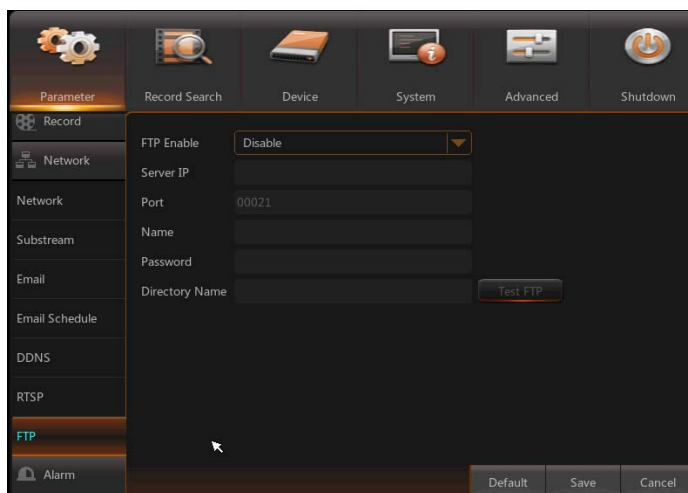 Parameter
Record Search
Device
System
Advanced
Shutdown
Record
Network
Network
Substream
Email
Email Schedule
DDNS
RTSP
FTP
Alarm
FTP Enable Disable
Server IP
Port 00021
Name
Password
Directory Name Test FTP
Default Save Cancel